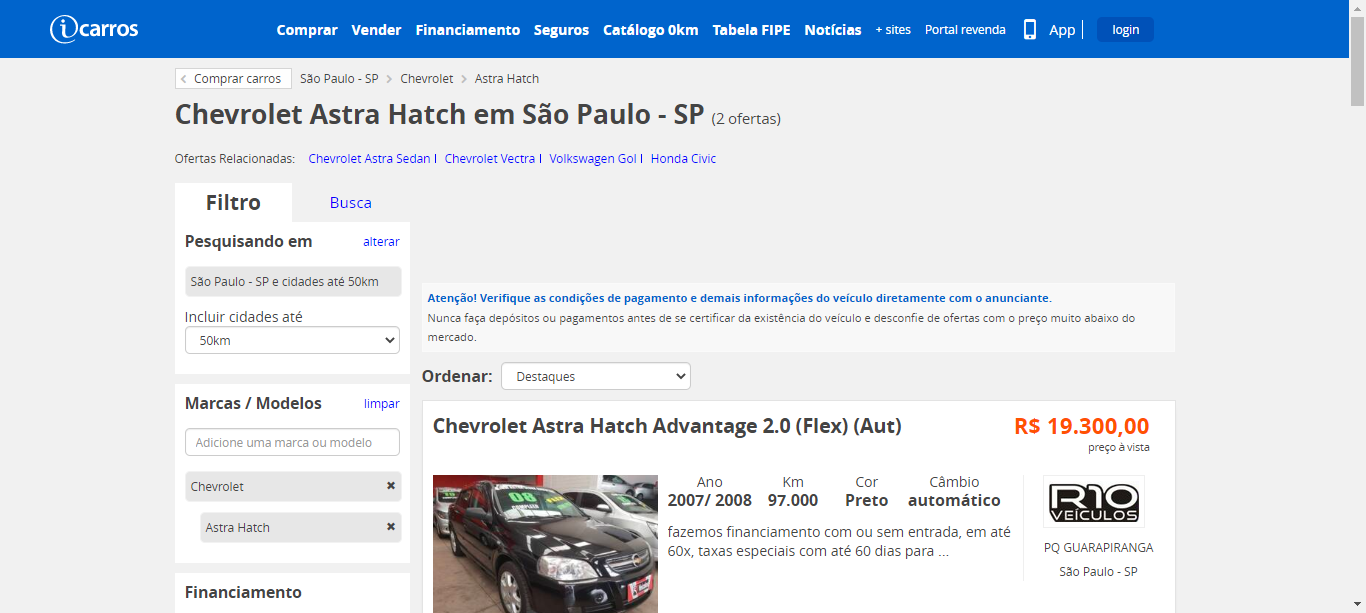 icarros
Comprar Vender Financiamento Seguros Catálogo 0km Tabela FIPE Notícias + sites Portal revenda App login
Comprar carros São Paulo - SP Chevrolet Astra Hatch
Chevrolet Astra Hatch em São Paulo - SP (2 ofertas)
Ofertas Relacionadas: Chevrolet Astra Sedan | Chevrolet Vectra | Volkswagen Gol | Honda Civic
Filtro Busca
Pesquisando em alterar
São Paulo - SP e cidades até 50km
Incluir cidades até
50km
Marcas / Modelos limpar
Adicione uma marca ou modelo
Chevrolet
Astra Hatch
Financiamento
Atenção! Verifique as condições de pagamento e demais informações do veículo diretamente com o anunciante.
Nunca faça depósitos ou pagamentos antes de se certificar da existência do veículo e desconfie de ofertas com o preço muito abaixo do
mercado.
Ordenar: Destaques
Chevrolet Astra Hatch Advantage 2.0 (Flex) (Aut) R$ 19.300,00
preço à vista
08
COMPLETO
Ano Km Cor Câmbio
2007/ 2008 97.000 Preto automático
fazemos financiamento com ou sem entrada, em até
60x, taxas especiais com até 60 dias para ...
R10
VEÍCULOS
PQ GUARAPIRANGA
São Paulo - SP